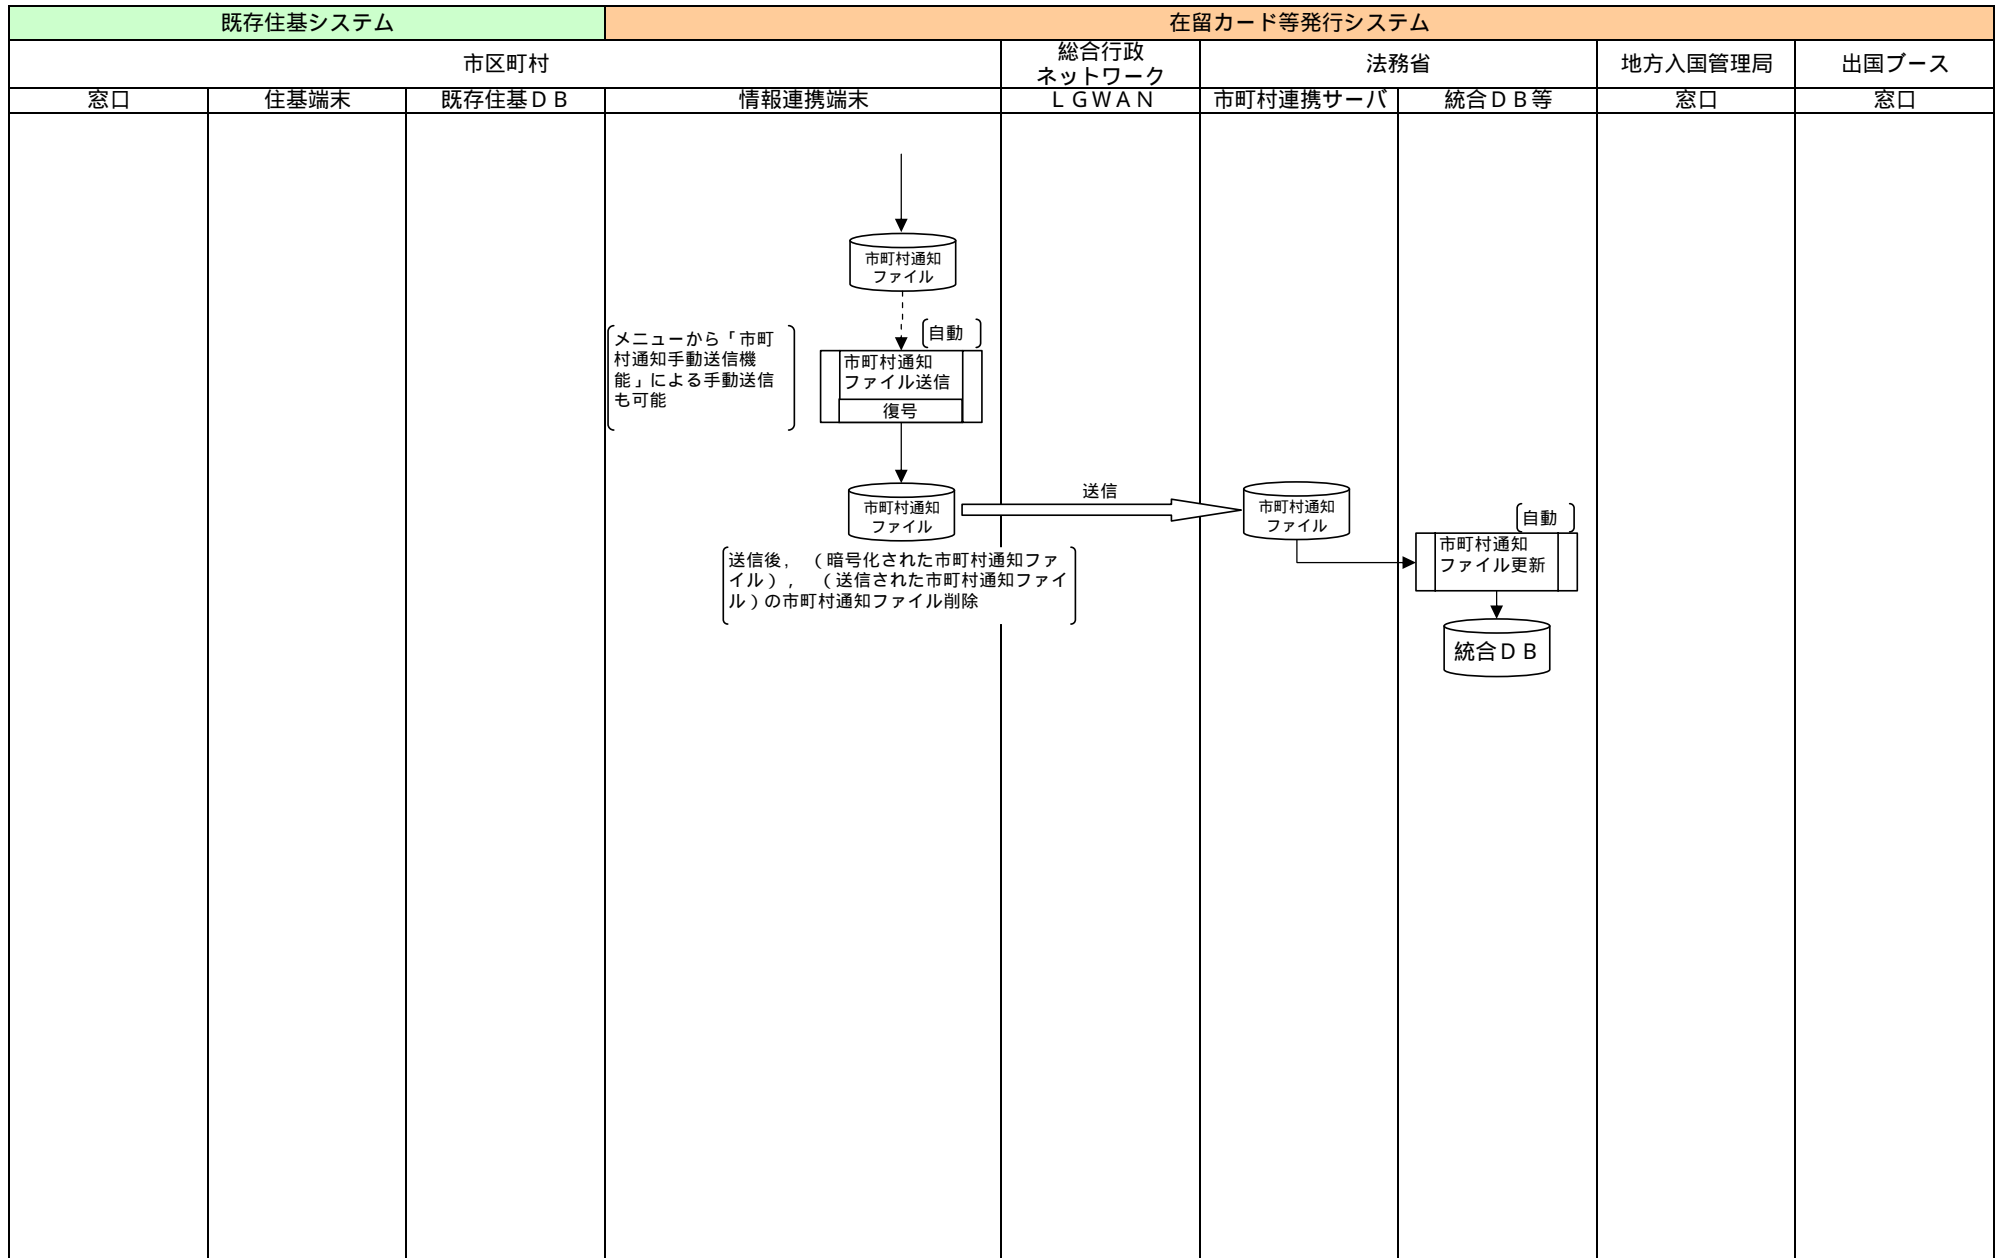 既存住基システム
在留カード等発行システム
市区町村
総合行政
ネットワーク
法務省
地方入国管理局
出国ブース
窓口
住基端末
既存住基ＤＢ
情報連携端末
ＬＧＷＡＮ
市町村連携サーバ
統合ＤＢ等
窓口
窓口
市町村通知
ファイル
自動
メニューから「市町
村通知手動送信機
能」による手動送信
も可能
市町村通知
ファイル送信
復号
市町村通知
ファイル
送信
市町村通知
ファイル
自動
市町村通知
ファイル更新
送信後，　（暗号化された市町村通知ファ
イル），　（送信された市町村通知ファイ
ル）の市町村通知ファイル削除
統合ＤＢ